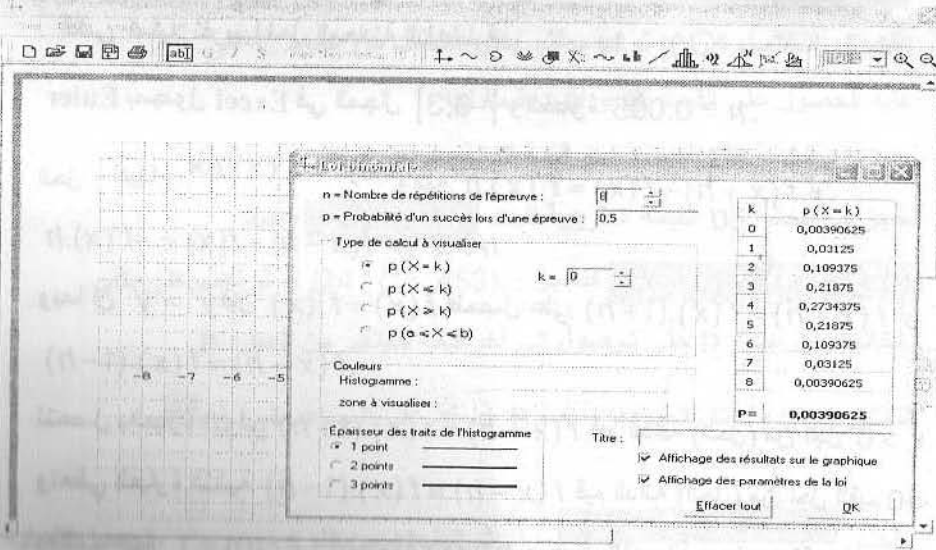 abI G / S
Loi binomiale
n = Nombre de répétitions de l'épreuve : 8
p = Probabilité d'un succès lors d'une épreuve : 0,5
Type de calcul à visualiser
p ( X = k )
p ( X ⩽ k )
p ( X ⩾ k )
p ( a ⩽ X ⩽ b )
k = 0
Couleurs
Histogramme :
zone à visualiser :
Épaisseur des traits de l'histogramme
1 point
2 points
3 points
k p ( X = k )
0 0,00390625
1 0,03125
2 0,109375
3 0,21875
4 0,2734375
5 0,21875
6 0,109375
7 0,03125
8 0,00390625
P = 0,00390625
Titre :
Affichage des résultats sur le graphique
Affichage des paramètres de la loi
Effacer tout OK
-8 -7 -6 -5